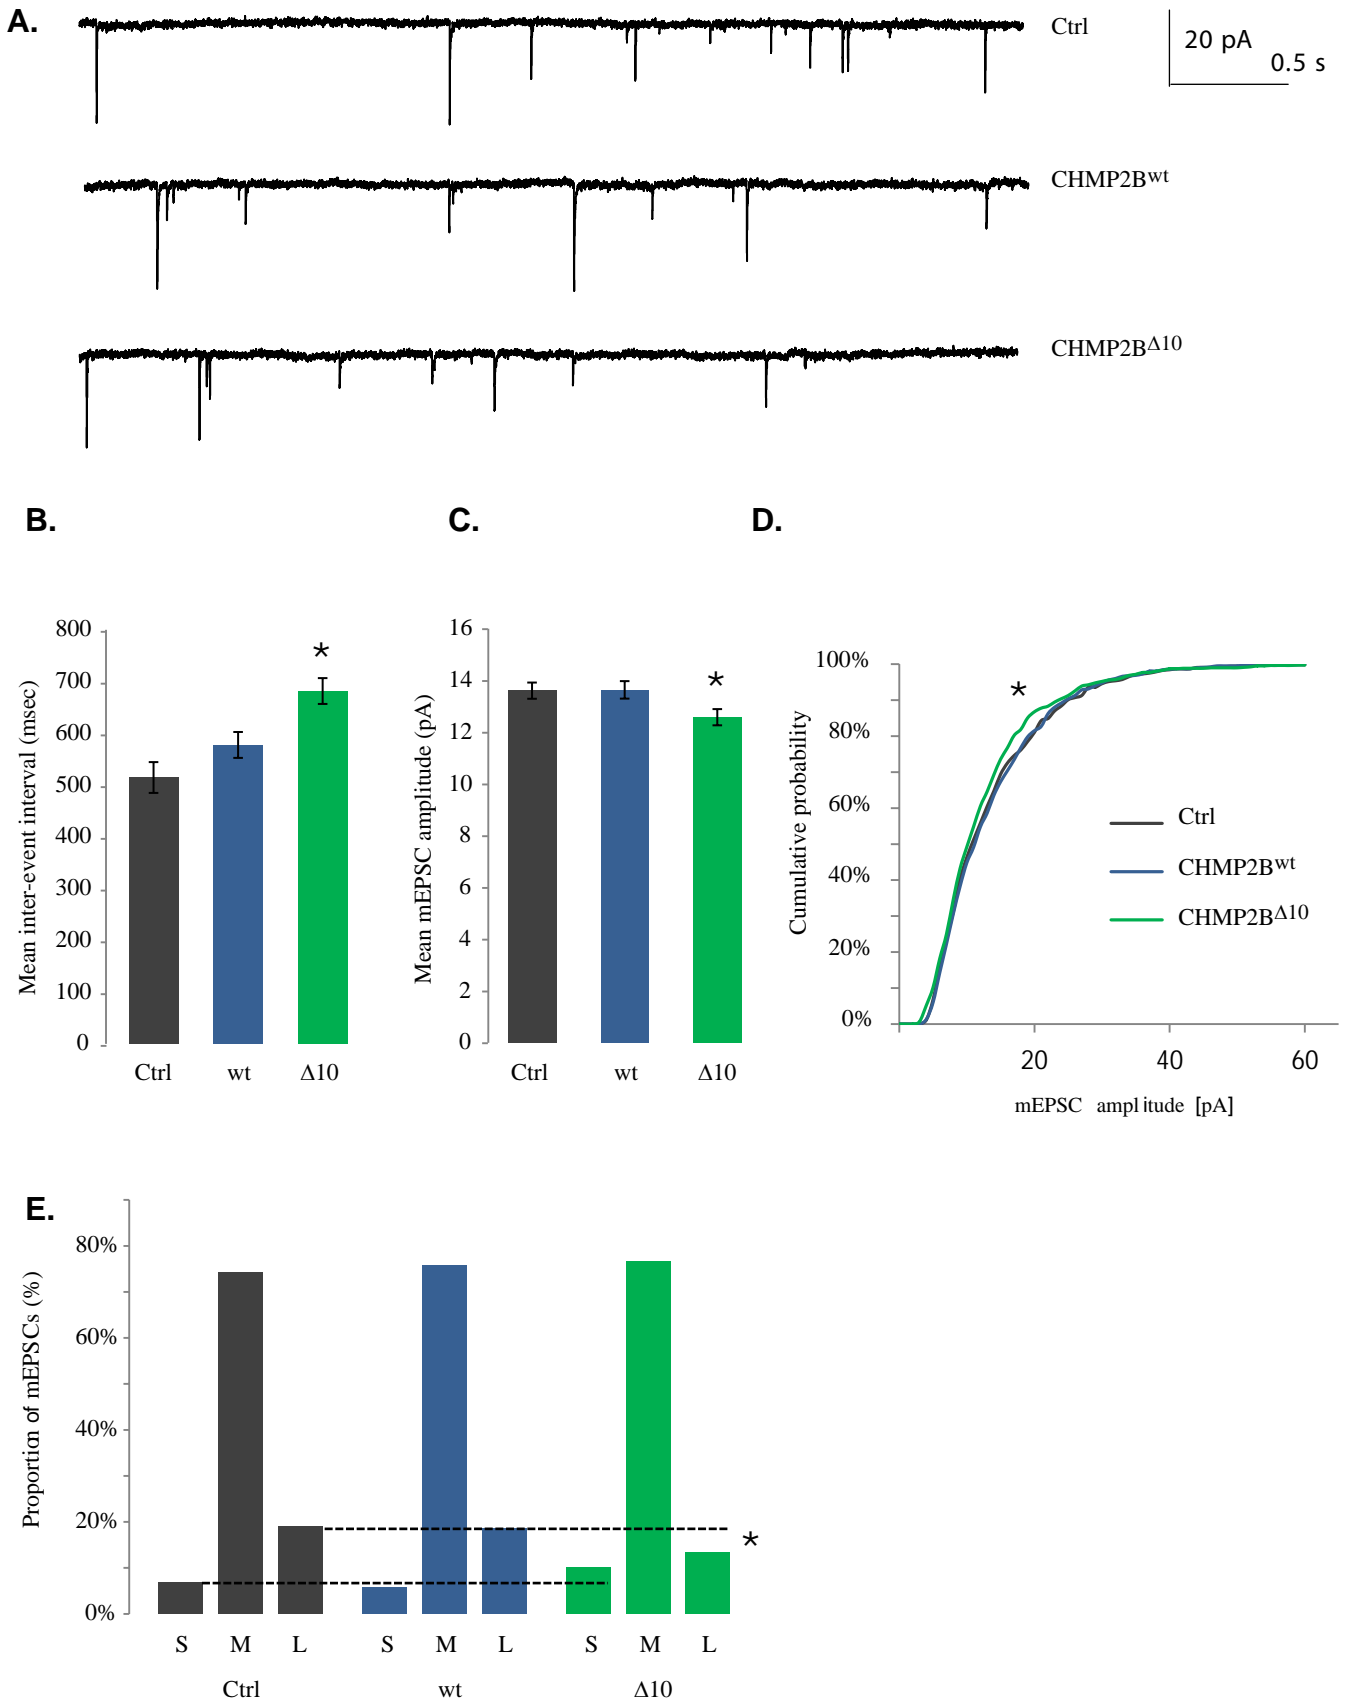 A.
Ctrl
20 pA
0.5 s
CHMP2Bwt
CHMP2BΔ10
B.
C.
D.
Mean inter-event interval (msec)
800
700
600
500
400
300
200
100
0
*
Ctrl
wt
Δ10
Mean mEPSC amplitude (pA)
16
14
12
10
8
6
4
2
0
*
Ctrl
wt
Δ10
Cumulative probability
100%
80%
60%
40%
20%
0%
*
Ctrl
CHMP2Bwt
CHMP2BΔ10
20
40
60
mEPSC amplitude [pA]
E.
Proportion of mEPSCs (%)
80%
60%
40%
20%
0%
*
S M L S M L S M L
Ctrl wt Δ10